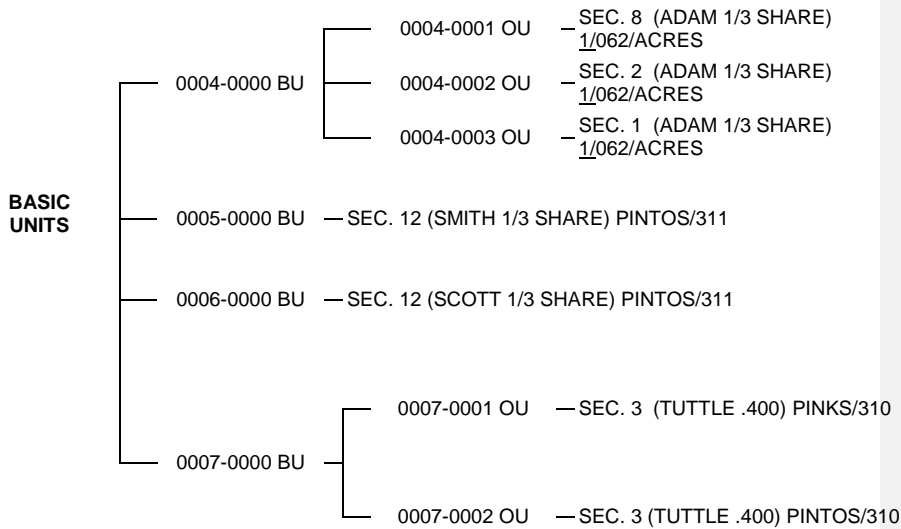 BASIC
UNITS
0004-0000 BU
0004-0001 OU
SEC. 8 (ADAM 1/3 SHARE)
1/062/ACRES
0004-0002 OU
SEC. 2 (ADAM 1/3 SHARE)
1/062/ACRES
0004-0003 OU
SEC. 1 (ADAM 1/3 SHARE)
1/062/ACRES
0005-0000 BU
SEC. 12 (SMITH 1/3 SHARE) PINTOS/311
0006-0000 BU
SEC. 12 (SCOTT 1/3 SHARE) PINTOS/311
0007-0000 BU
0007-0001 OU
SEC. 3 (TUTTLE .400) PINKS/310
0007-0002 OU
SEC. 3 (TUTTLE .400) PINTOS/310